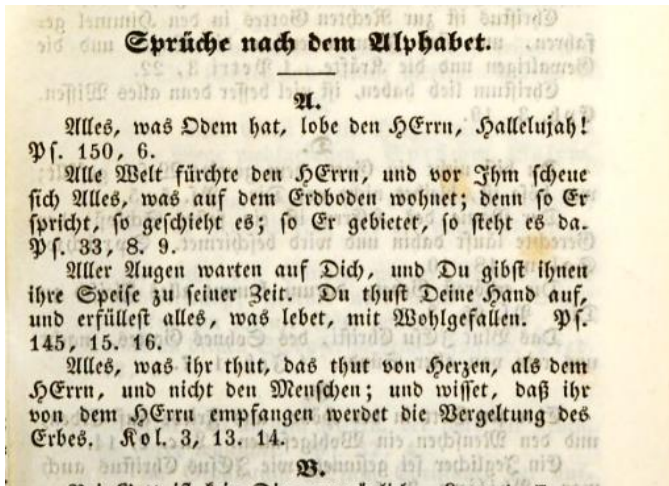 Sprüche nach dem Alphabet.
A.
Alles, was Odem hat, lobe den HErrn, Hallelujah!
Ps. 150, 6.
Alle Welt fürchte den HErrn, und vor Ihm scheue
sich Alles, was auf dem Erdboden wohnet; denn so Er
spricht, so geschieht es; so Er gebietet, so steht es da.
Ps. 33, 8. 9.
Aller Augen warten auf Dich, und Du gibst ihnen
ihre Speise zu seiner Zeit. Du thust Deine Hand auf,
und erfüllest alles, was lebet, mit Wohlgefallen. Ps.
145, 15. 16.
Alles, was ihr thut, das thut von Herzen, als dem
HErrn, und nicht den Menschen; und wisset, daß ihr
von dem HErrn empfangen werdet die Vergeltung des
Erbes. Kol. 3, 13. 14.
B.